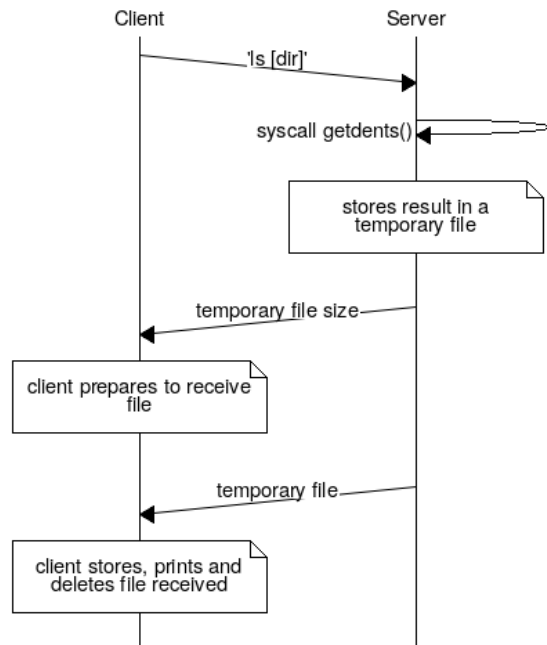 Client
Server
'ls [dir]'
syscall getdents()
stores result in a
temporary file
temporary file size
client prepares to receive
file
temporary file
client stores, prints and
deletes file received